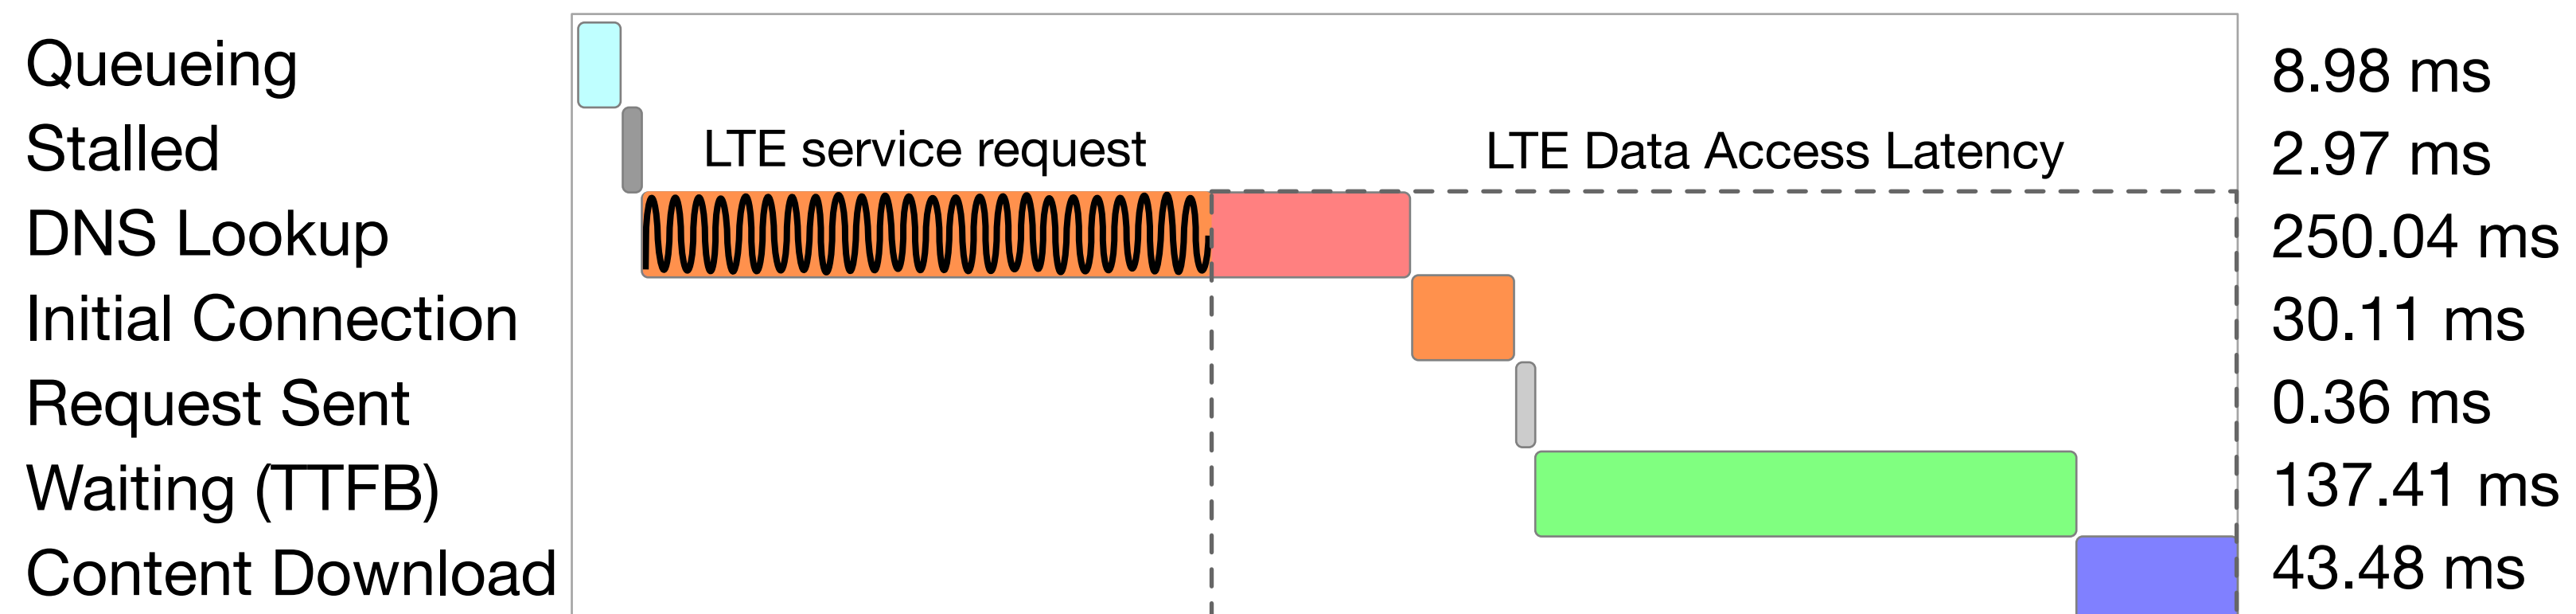 Queueing 8.98 ms
Stalled LTE service request LTE Data Access Latency 2.97 ms
DNS Lookup 250.04 ms
Initial Connection 30.11 ms
Request Sent 0.36 ms
Waiting (TTFB) 137.41 ms
Content Download 43.48 ms